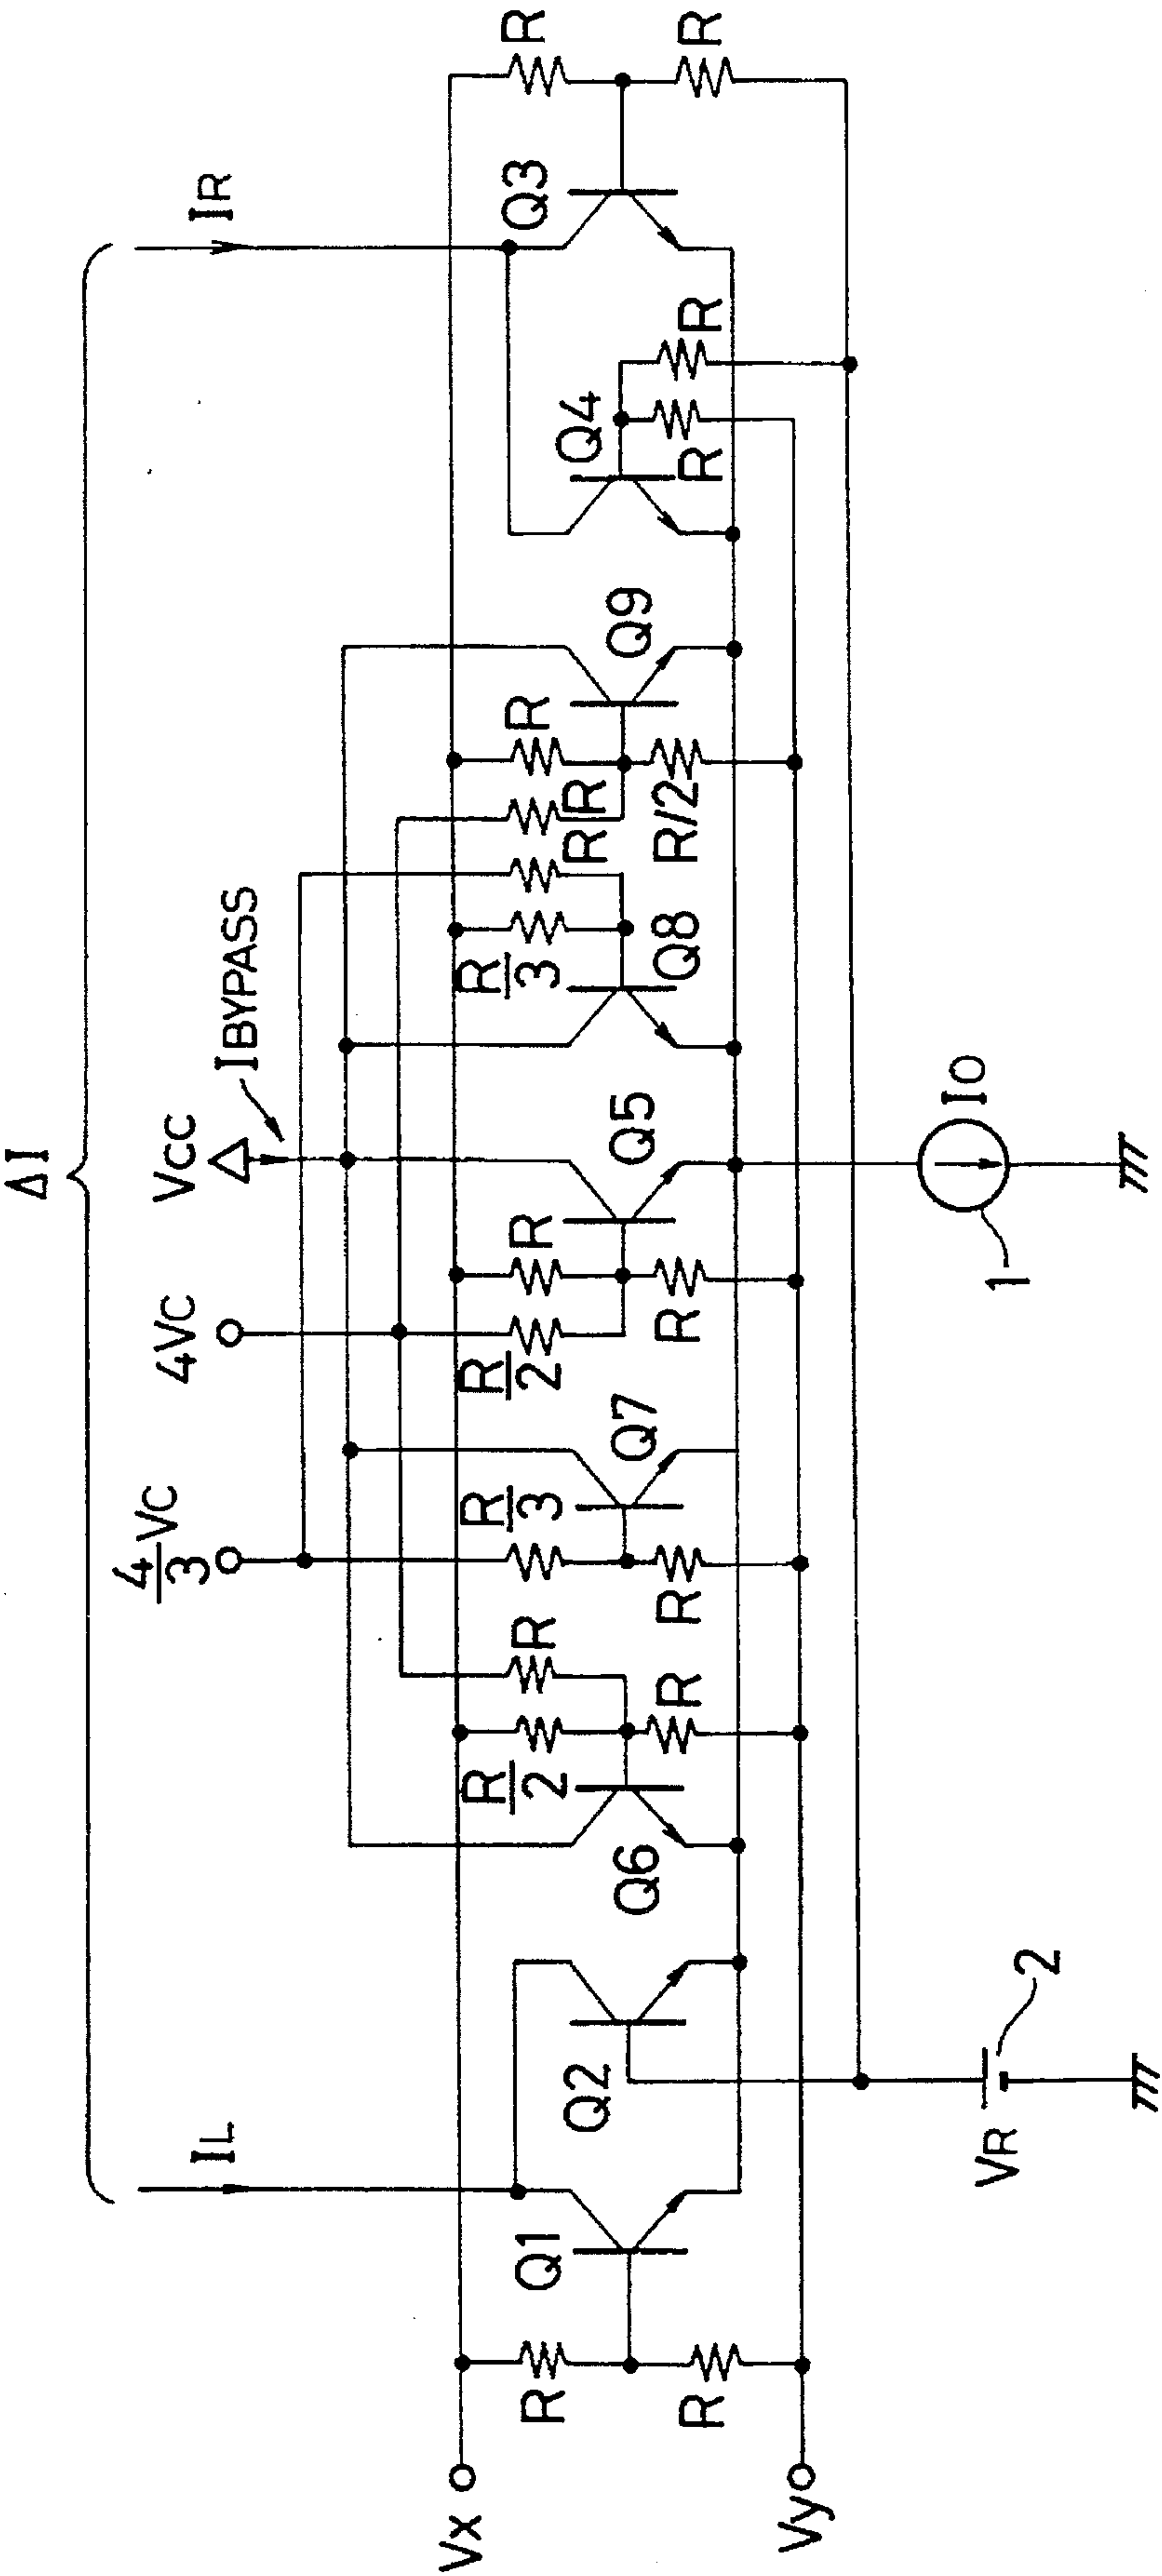 ΔI
IL
4/3 VC
4VC
VCC
IBYPASS
IR
R
R
R/2
R
R/3
R/2
R
R/3
R
R
R
R
Q1
Q2
Q6
Q7
Q5
Q8
Q9
Q4
Q3
R
R
R
R
R/2
R
R
R
Vx
Vy
VR
2
1
IO